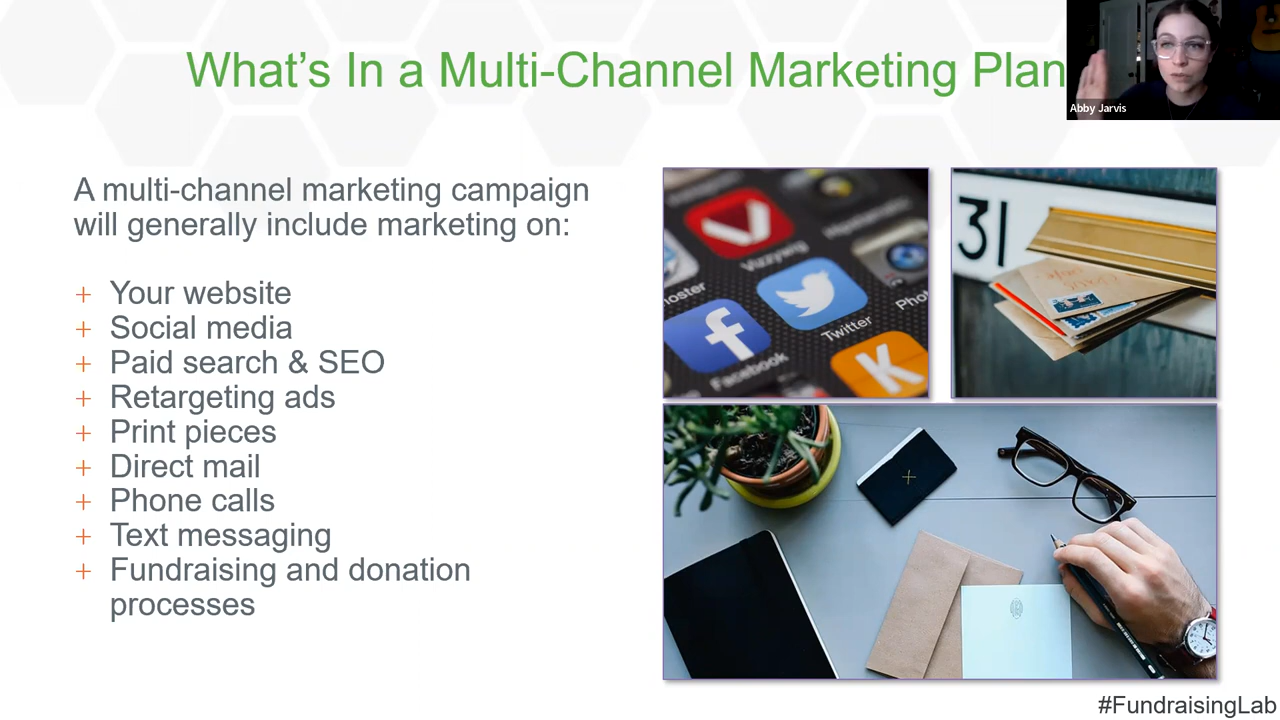 What's In a Multi-Channel Marketing Plan
Abby Jarvis
A multi-channel marketing campaign
will generally include marketing on:
+ Your website
+ Social media
+ Paid search & SEO
+ Retargeting ads
+ Print pieces
+ Direct mail
+ Phone calls
+ Text messaging
+ Fundraising and donation
processes
Twitter
Facebook
31
#FundraisingLab